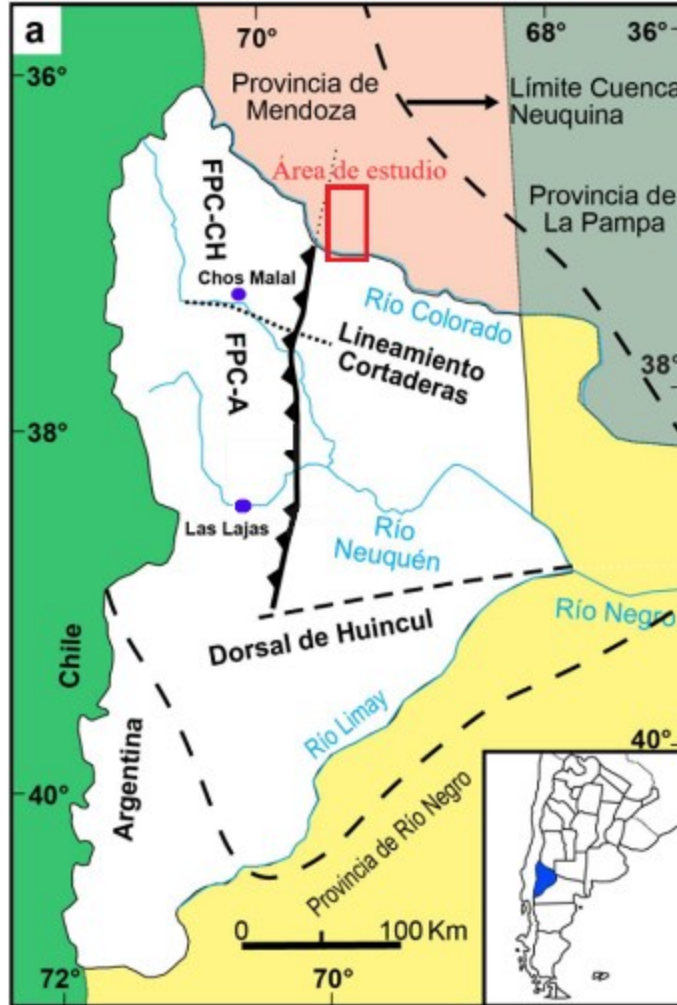 a
70°
68°
36°
36°
Provincia de
Mendoza
Límite Cuenca
Neuquina
FPC-CH
Área de estudio
Provincia de
La Pampa
Chos Malal
Río Colorado
FPC-A
Lineamiento
Cortaderas
38°
38°
Las Lajas
Río
Neuquén
Río Negro
Dorsal de Huincul
Chile
Argentina
Río Limay
40°
40°
Provincia de Río Negro
0
100 Km
72°
70°